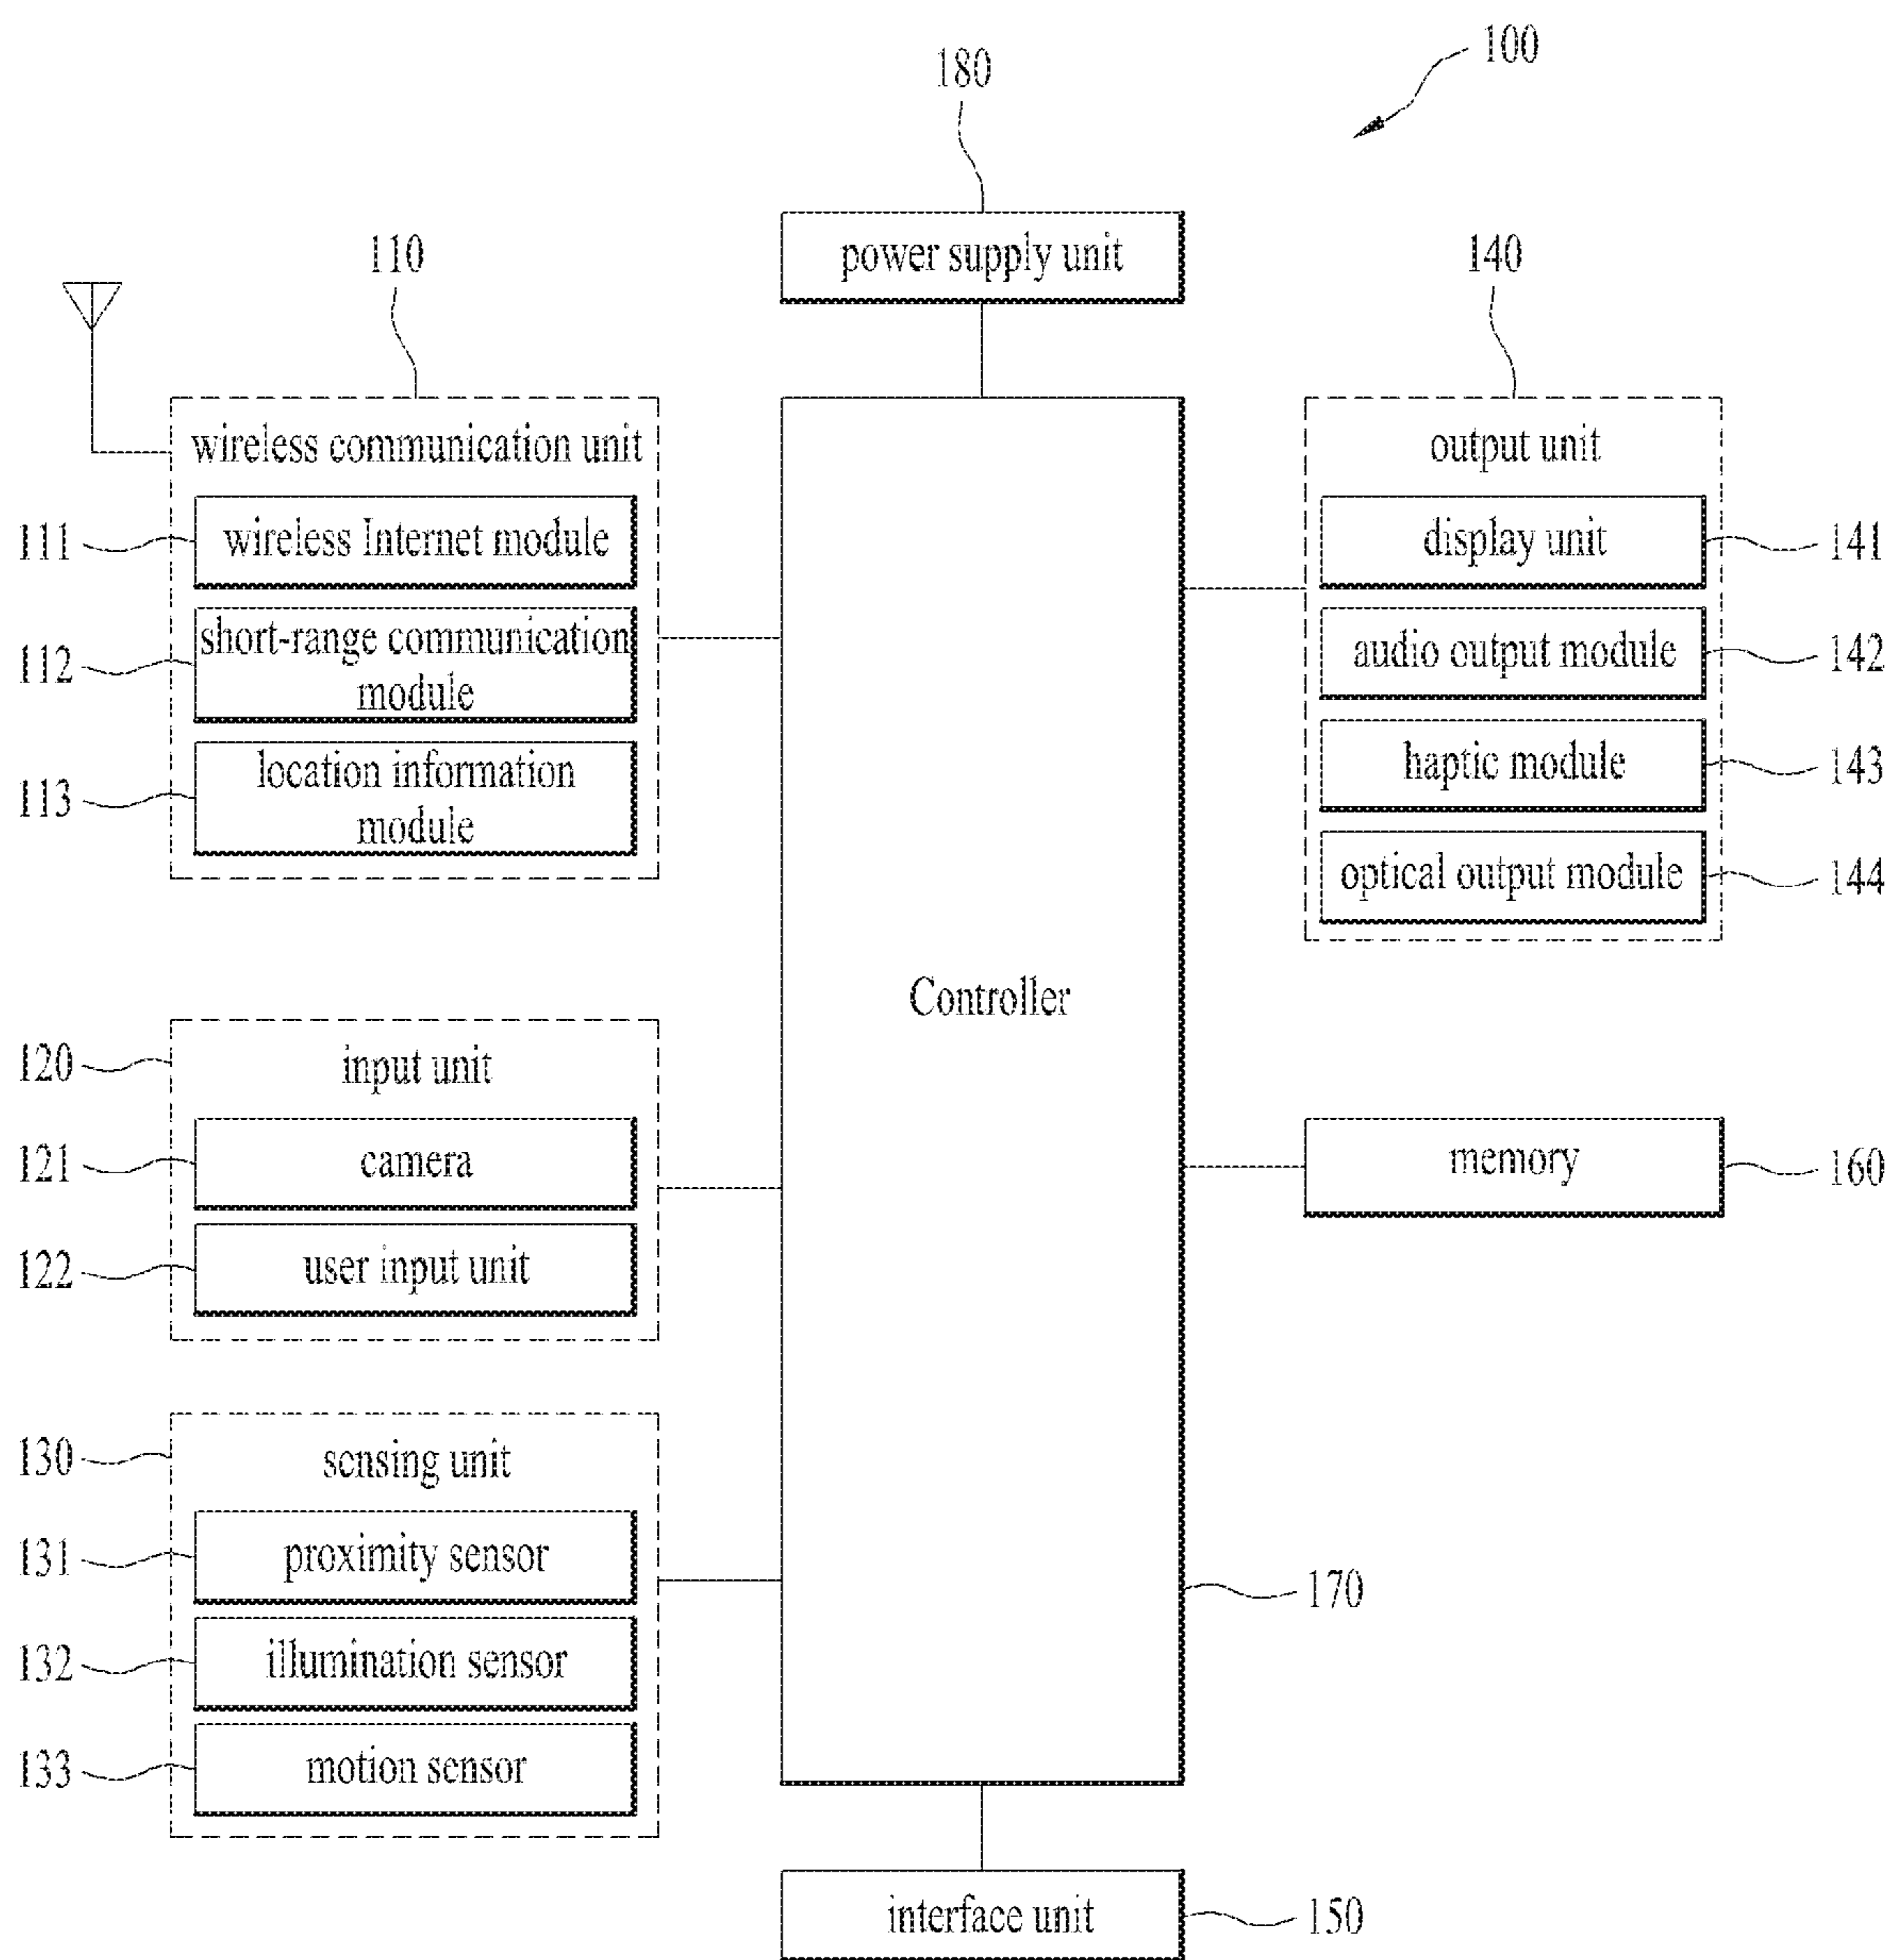 100
180
power supply unit
110
wireless communication unit
111
wireless Internet module
112
short-range communication
module
113
location information
module
140
output unit
display unit
141
audio output module
142
haptic module
143
optical output module
144
Controller
120
input unit
121
camera
122
user input unit
memory
160
130
sensing unit
131
proximity sensor
132
illumination sensor
133
motion sensor
170
interface unit
150